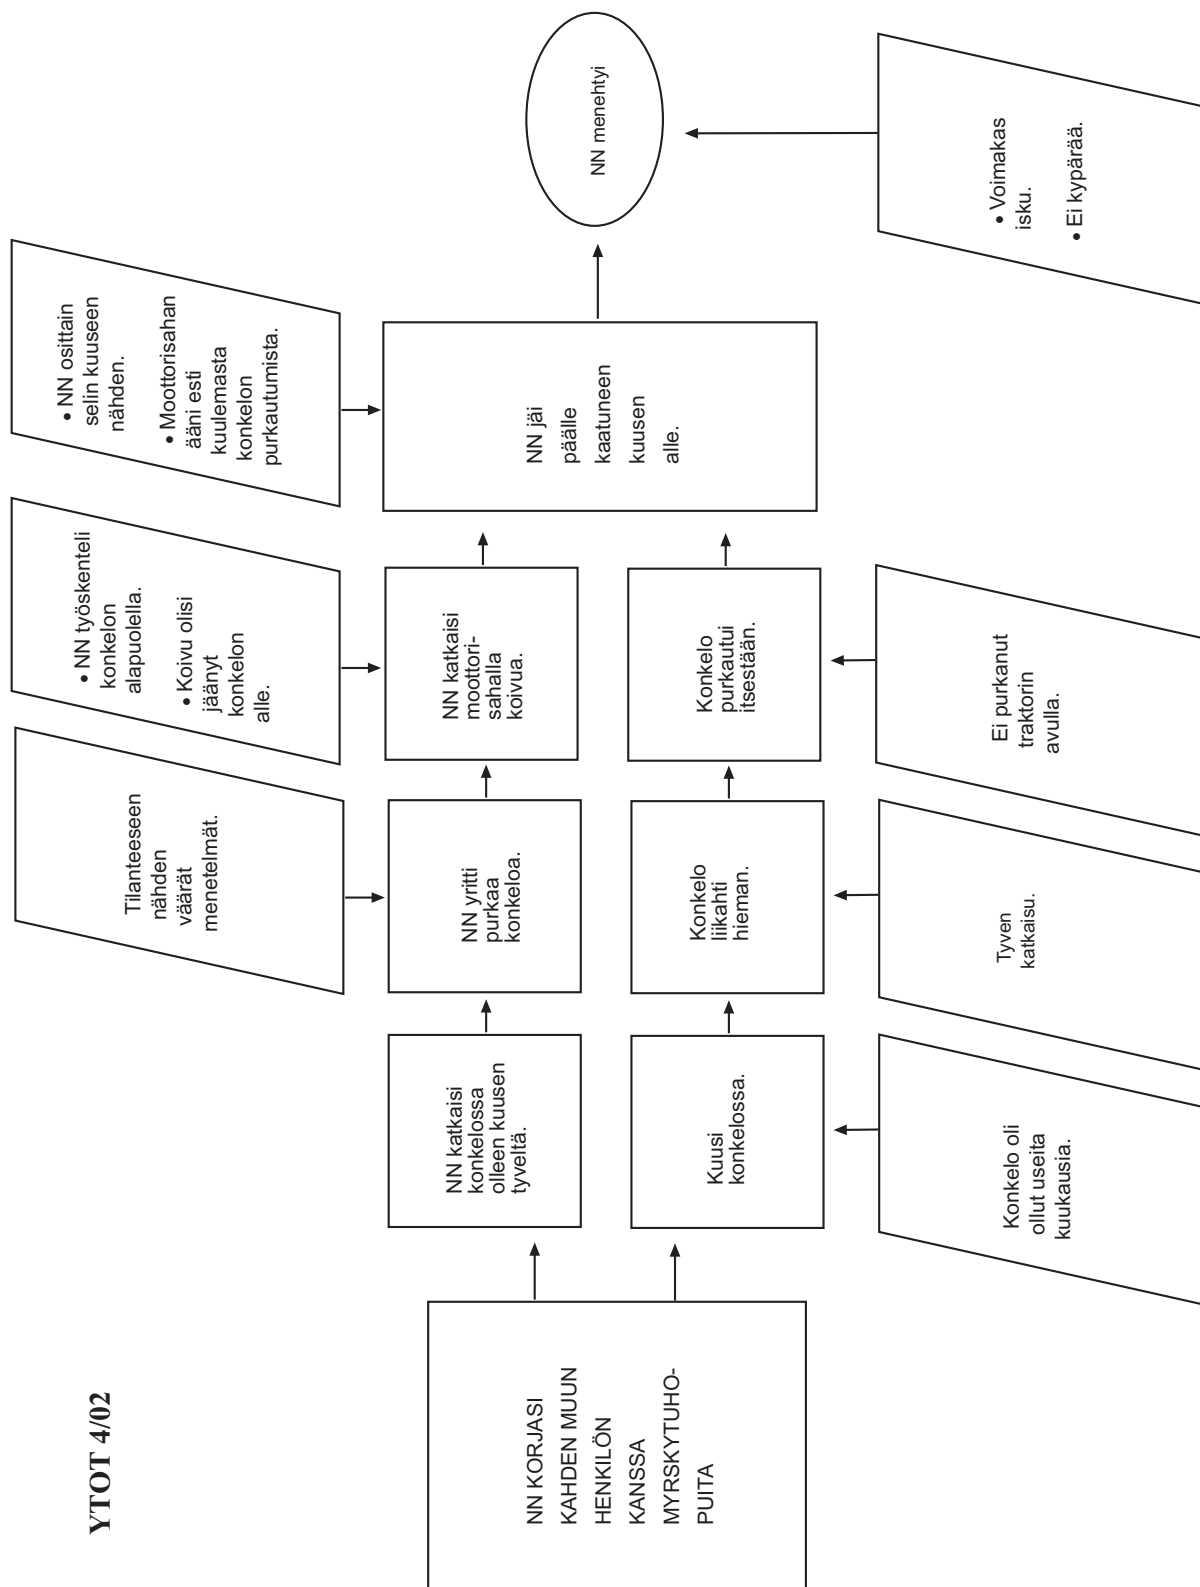 YTOT 4/02
NN KORJASI
KAHDEN MUUN
HENKILÖN
KANSSA
MYRSKYTUHO-
PUITA
NN katkaisi
konkelossa
olleen kuusen
tyveltä.
Tilanteeseen
nähden
väärät
menetelmät.
NN yritti
purkaa
konkeloa.
• NN työskenteli
konkelon
alapuolella.
• Koivu olisi
jäänyt
konkelon
alle.
NN katkaisi
moottori-
sahalla
koivua.
Kuusi
konkelossa.
Konkelo oli
ollut useita
kuukausia.
Konkelo
liikahti
hieman.
Tyven
katkaisu.
Konkelo
purkautui
itsestään.
Ei purkanut
traktorin
avulla.
• NN osittain
selin kuuseen
nähden.
• Moottorisahan
ääni esti
kuulemasta
konkelon
purkautumista.
NN jäi
päälle
kaatuneen
kuusen
alle.
NN menehtyi
• Voimakas
isku.
• Ei kypärää.